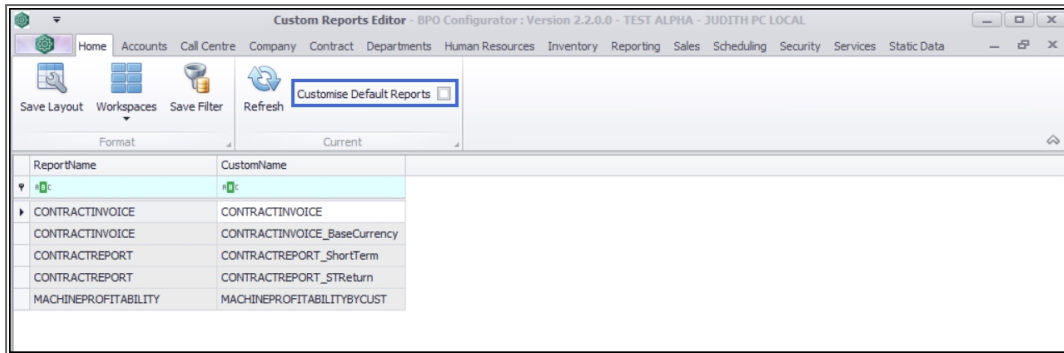 Custom Reports Editor - BPO Configurator : Version 2.2.0.0 - TEST ALPHA - JUDITH PC LOCAL
Home Accounts Call Centre Company Contract Departments Human Resources Inventory Reporting Sales Scheduling Security Services Static Data
Save Layout Workspaces Save Filter Refresh Customise Default Reports
Format Current
ReportName CustomName
CONTRACTINVOICE CONTRACTINVOICE
CONTRACTINVOICE CONTRACTINVOICE_BaseCurrency
CONTRACTREPORT CONTRACTREPORT_ShortTerm
CONTRACTREPORT CONTRACTREPORT_STReturn
MACHINEPROFITABILITY MACHINEPROFITABILITYBYCUST